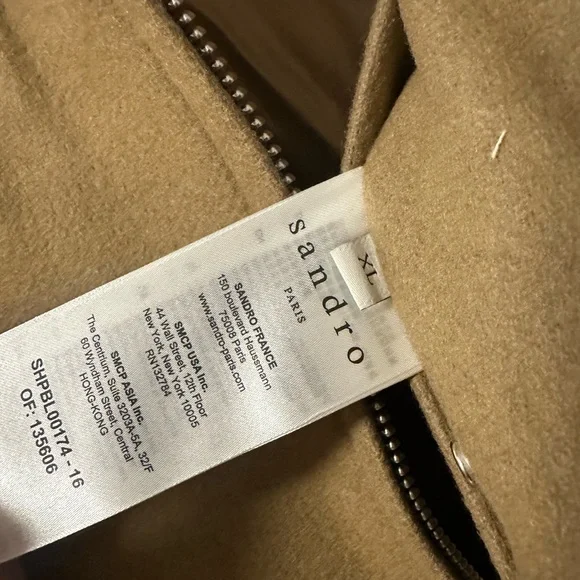 sandro
PARIS
XL
SANDRO FRANCE
150 boulevard Haussmann
75008 Paris
www.sandro-paris.com
SMCP USA Inc.
44 Wall Street, 12th Floor
New York, New York 10005
RN132784
SMCP ASIA Inc.
The Centrium, Suite 3203A-5A, 32/F
60 Wyndham Street, Central
HONG-KONG
SHPBL00174 - 16
OF: 135606